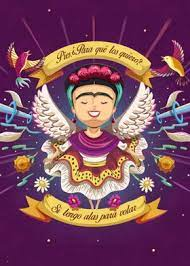 Pies ¿Para qué los quiero?
Si tengo alas para volar